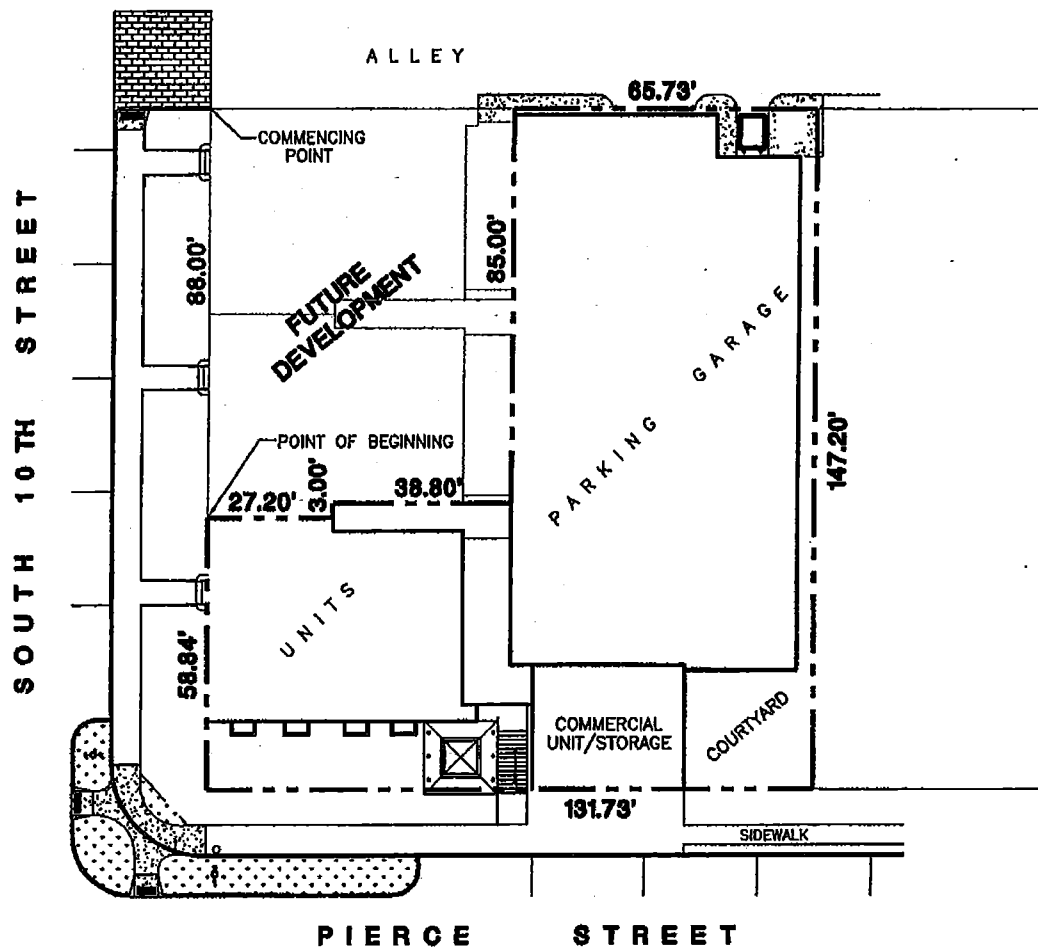 ALLEY
65.73'
COMMENCING
POINT
SOUTH 10TH STREET
88.00'
85.00'
FUTURE
DEVELOPMENT
PARKING GARAGE
147.20'
POINT OF BEGINNING
27.20'
3.00'
38.80'
UNITS
58.84'
COMMERCIAL
UNIT/STORAGE
COURTYARD
131.73'
SIDEWALK
PIERCE STREET